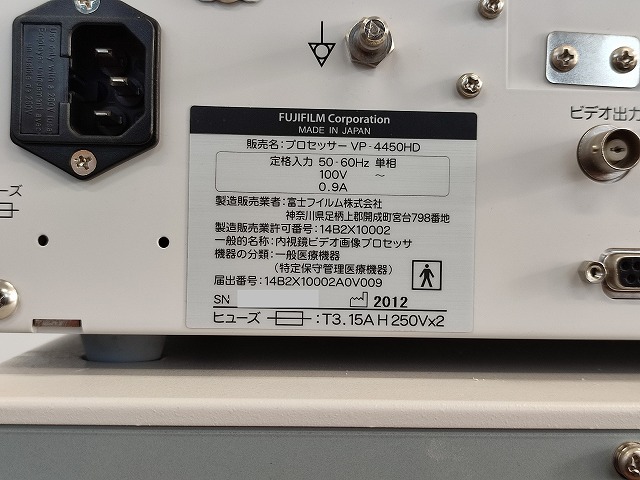 FUJIFILM Corporation
MADE IN JAPAN
販売名：プロセッサー VP-4450HD
定格入力 50-60Hz 単相
100V ～
0.9A
製造販売業者：富士フイルム株式会社
神奈川県足柄上郡開成町宮台798番地
製造販売業許可番号：14B2X10002
一般的名称：内視鏡ビデオ画像プロセッサ
機器の分類：一般医療機器
（特定保守管理医療機器）
届出番号：14B2X10002A0V009
SN
2012
ヒューズ ：T3.15A H 250V×2
ビデオ出力
ーズ